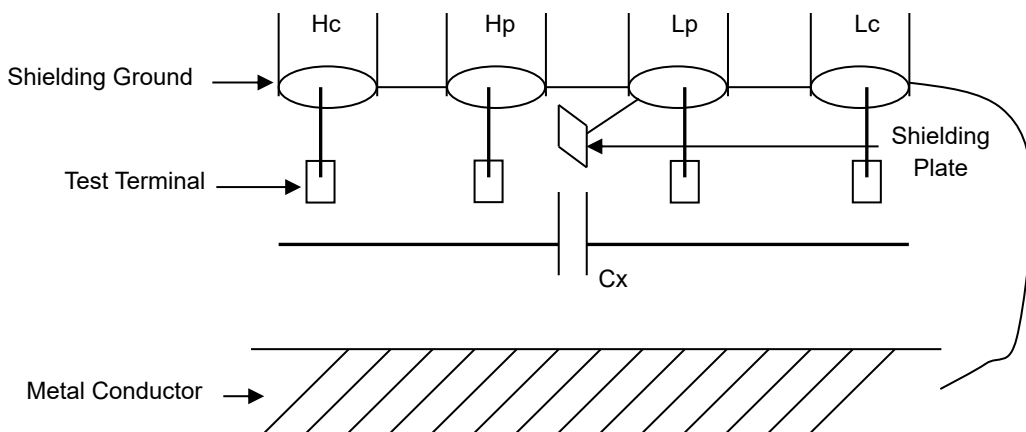 Hc Hp Lp Lc
Shielding Ground
Shielding
Plate
Test Terminal
Cx
Metal Conductor